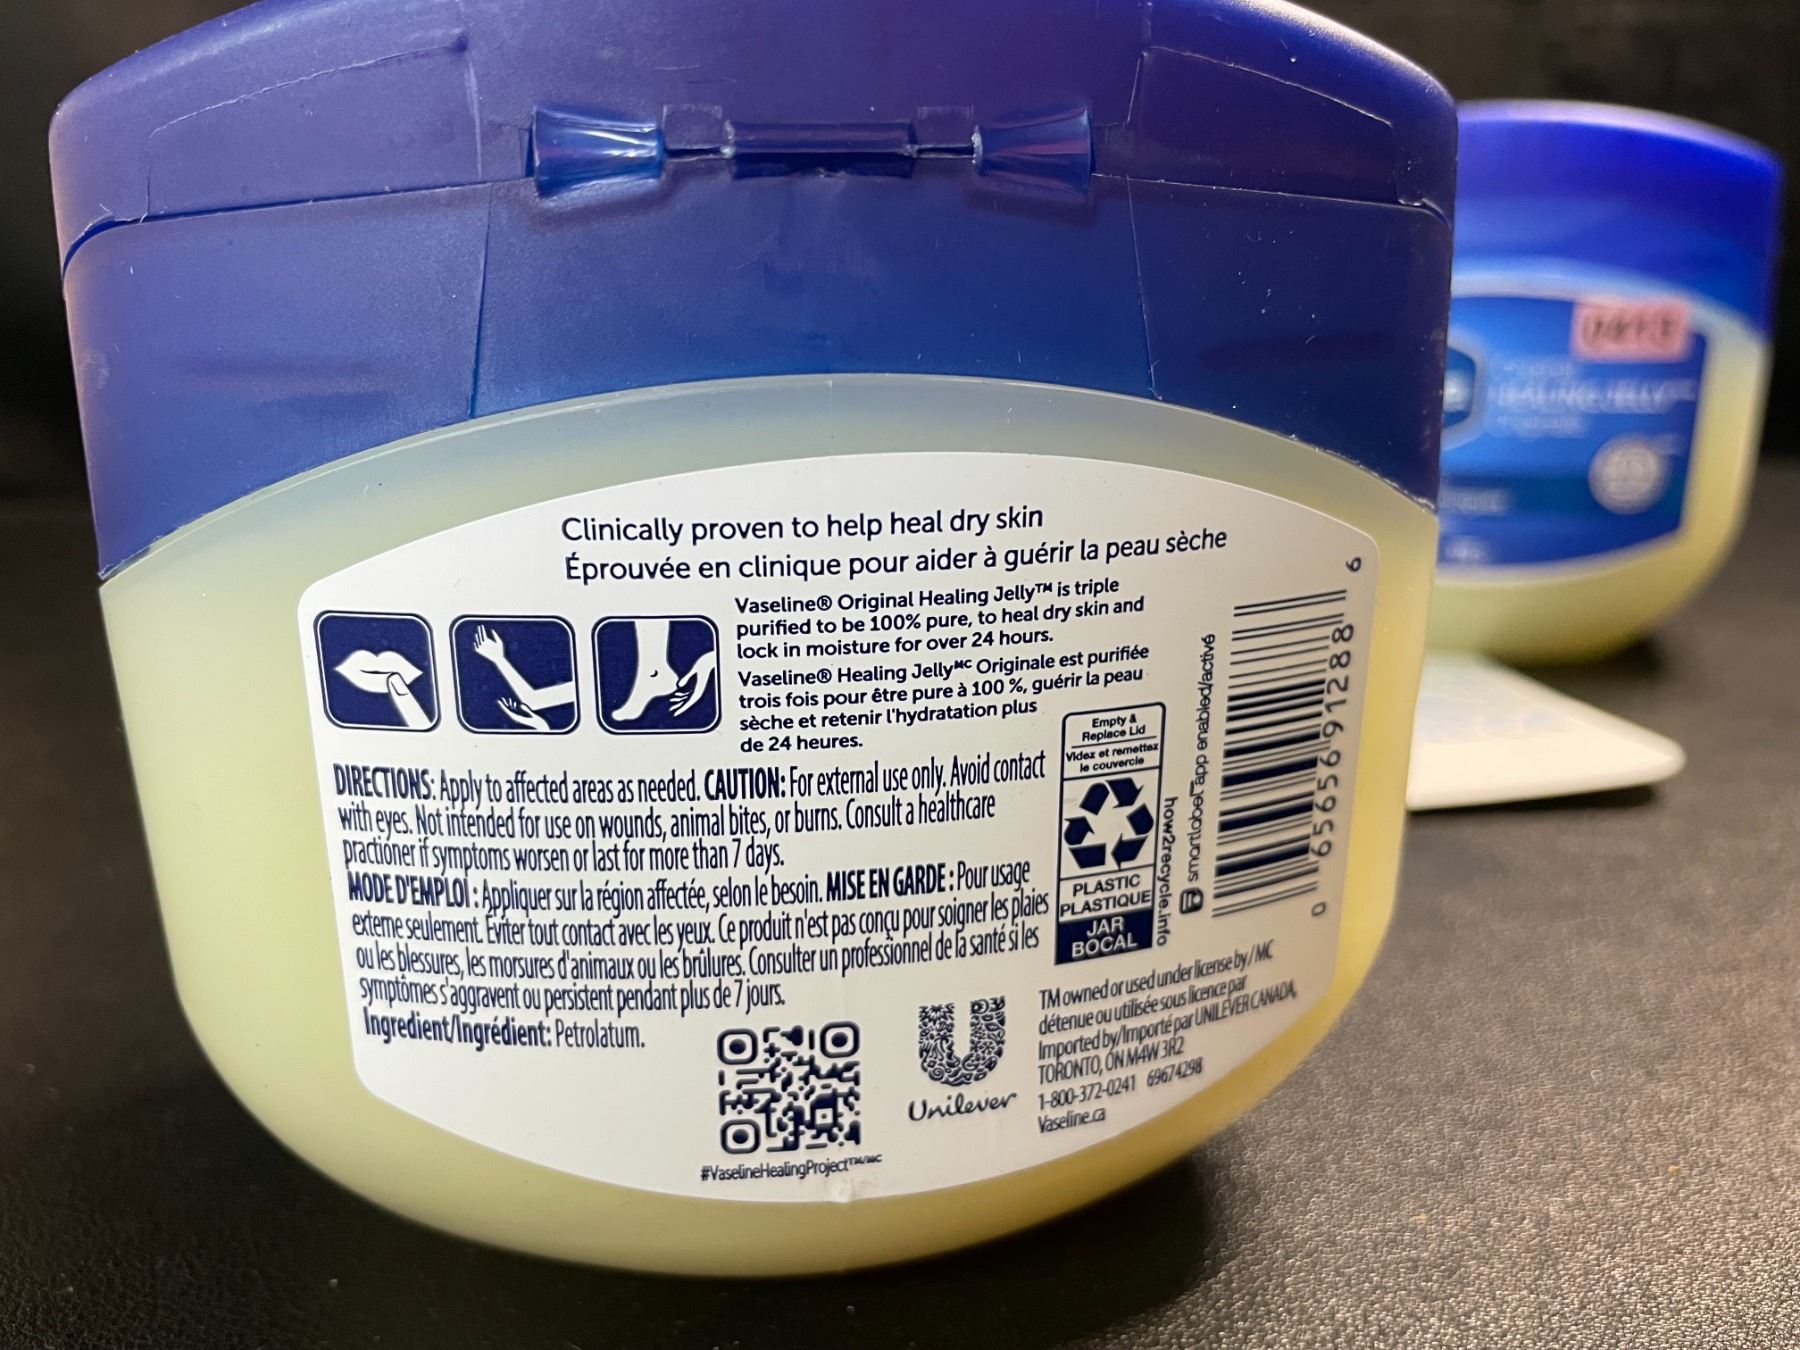 Clinically proven to help heal dry skin
Éprouvée en clinique pour aider à guérir la peau sèche
Vaseline® Original Healing Jelly™ is triple
purified to be 100% pure, to heal dry skin and
lock in moisture for over 24 hours.
Vaseline® Healing Jellyᴹᶜ Originale est purifiée
trois fois pour être pure à 100 %, guérir la peau
sèche et retenir l'hydratation plus
de 24 heures.
DIRECTIONS: Apply to affected areas as needed. CAUTION: For external use only. Avoid contact
with eyes. Not intended for use on wounds, animal bites, or burns. Consult a healthcare
practioner if symptoms worsen or last for more than 7 days.
MODE D'EMPLOI : Appliquer sur la région affectée, selon le besoin. MISE EN GARDE : Pour usage
externe seulement. Éviter tout contact avec les yeux. Ce produit n'est pas conçu pour soigner les plaies
ou les blessures, les morsures d'animaux ou les brûlures. Consulter un professionnel de la santé si les
symptômes s'aggravent ou persistent pendant plus de 7 jours.
Ingredient/Ingrédient: Petrolatum.
#VaselineHealingProject™/ᴹᶜ
Unilever
Empty &
Replace Lid
Videz et remettez
le couvercle
PLASTIC
PLASTIQUE
JAR
BOCAL
how2recycle.info
smartlabel app enabled/activé
0 65656 91288 6
TM owned or used under license by / MC
détenue ou utilisée sous licence par
Imported by/Importé par UNILEVER CANADA,
TORONTO, ON M4W 3R2
1-800-372-0241 69674298
Vaseline.ca
HEALING JELLY